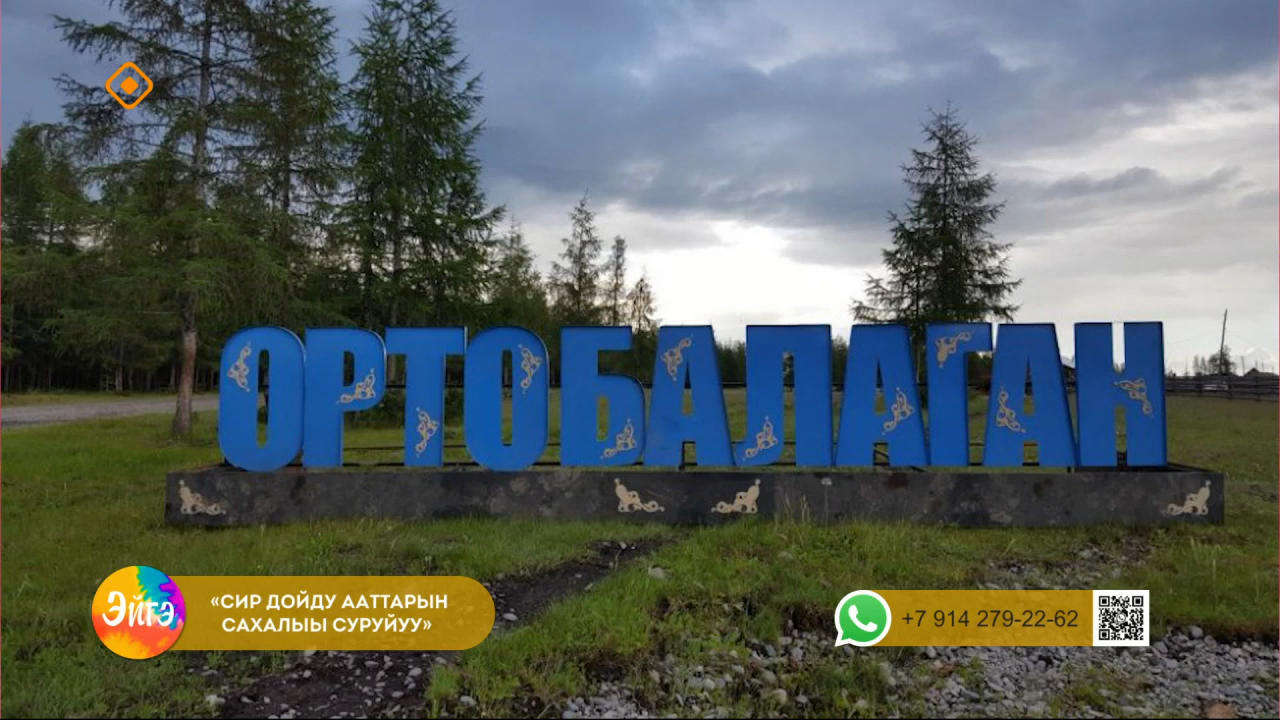 ОРТОБАЛАГАН
Эйгэ
«СИР ДОЙДУ ААТТАРЫН
САХАЛЫЫ СУРУЙУУ»
+7 914 279-22-62